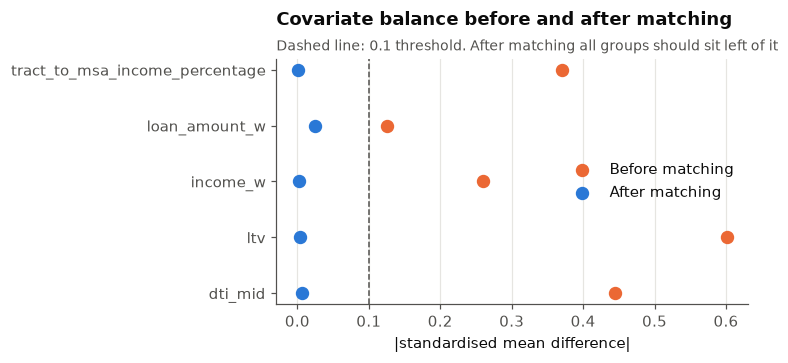 Covariate balance before and after matching
Dashed line: 0.1 threshold. After matching all groups should sit left of it
tract_to_msa_income_percentage
loan_amount_w
income_w
ltv
dti_mid
Before matching
After matching
0.0 0.1 0.2 0.3 0.4 0.5 0.6
|standardised mean difference|